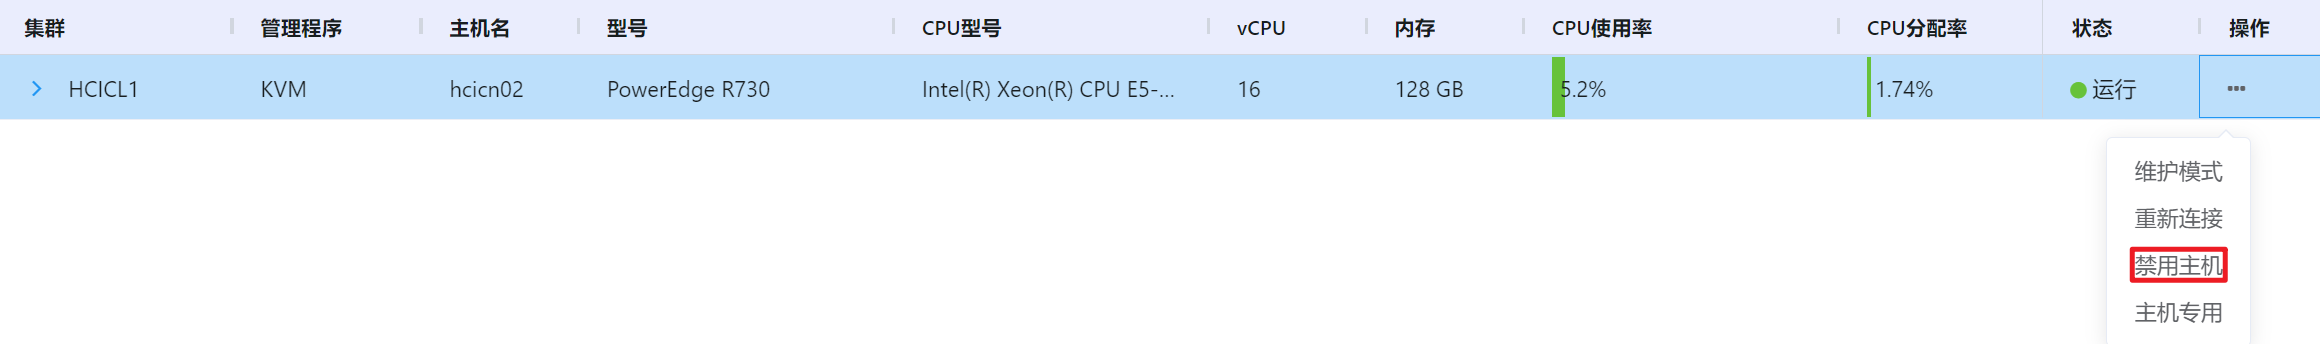 集群 管理程序 主机名 型号 CPU型号 vCPU 内存 CPU使用率 CPU分配率 状态 操作
HCICL1 KVM hcicn02 PowerEdge R730 Intel(R) Xeon(R) CPU E5-... 16 128 GB 5.2% 1.74% 运行 ...
维护模式
重新连接
禁用主机
主机专用